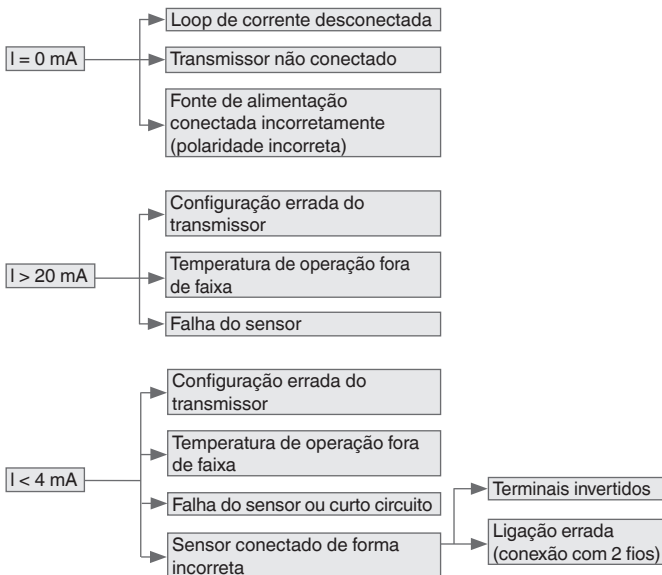 I = 0 mA
Loop de corrente desconectada
Transmissor não conectado
Fonte de alimentação
conectada incorretamente
(polaridade incorreta)
I > 20 mA
Configuração errada do
transmissor
Temperatura de operação fora
de faixa
Falha do sensor
I < 4 mA
Configuração errada do
transmissor
Temperatura de operação fora
de faixa
Falha do sensor ou curto circuito
Sensor conectado de forma
incorreta
Terminais invertidos
Ligação errada
(conexão com 2 fios)